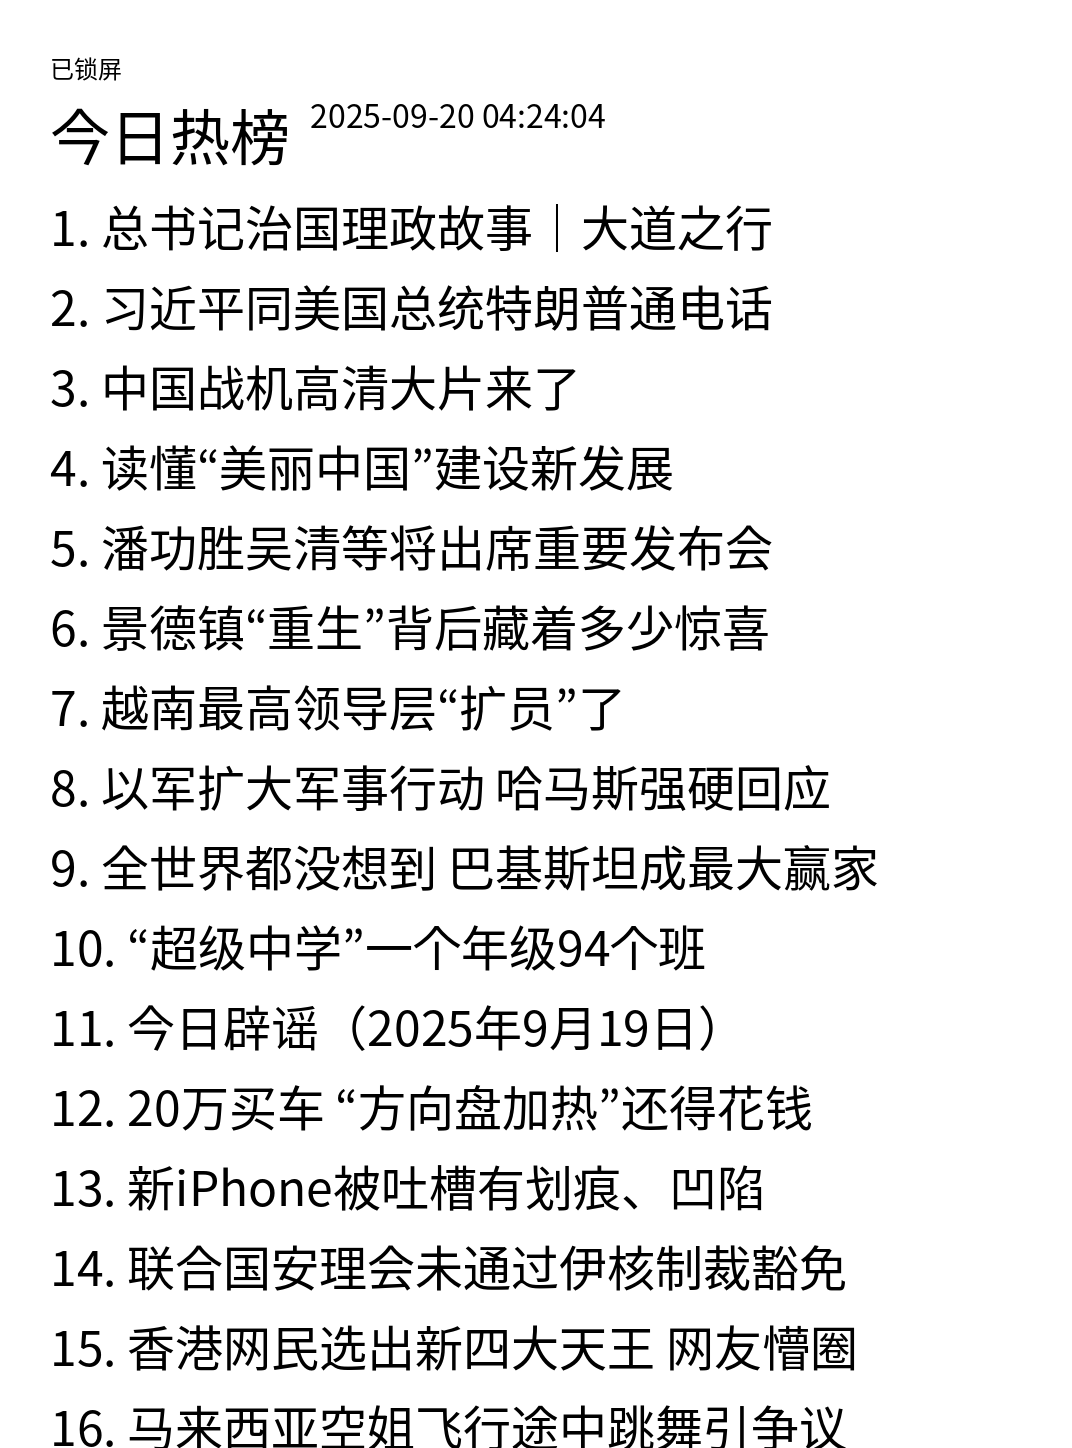 已锁屏
今日热榜 2025-09-20 04:24:04
1. 总书记治国理政故事｜大道之行
2. 习近平同美国总统特朗普通电话
3. 中国战机高清大片来了
4. 读懂“美丽中国”建设新发展
5. 潘功胜吴清等将出席重要发布会
6. 景德镇“重生”背后藏着多少惊喜
7. 越南最高领导层“扩员”了
8. 以军扩大军事行动 哈马斯强硬回应
9. 全世界都没想到 巴基斯坦成最大赢家
10. “超级中学”一个年级94个班
11. 今日辟谣（2025年9月19日）
12. 20万买车 “方向盘加热”还得花钱
13. 新iPhone被吐槽有划痕、凹陷
14. 联合国安理会未通过伊核制裁豁免
15. 香港网民选出新四大天王 网友懵圈
16. 马来西亚空姐飞行途中跳舞引争议